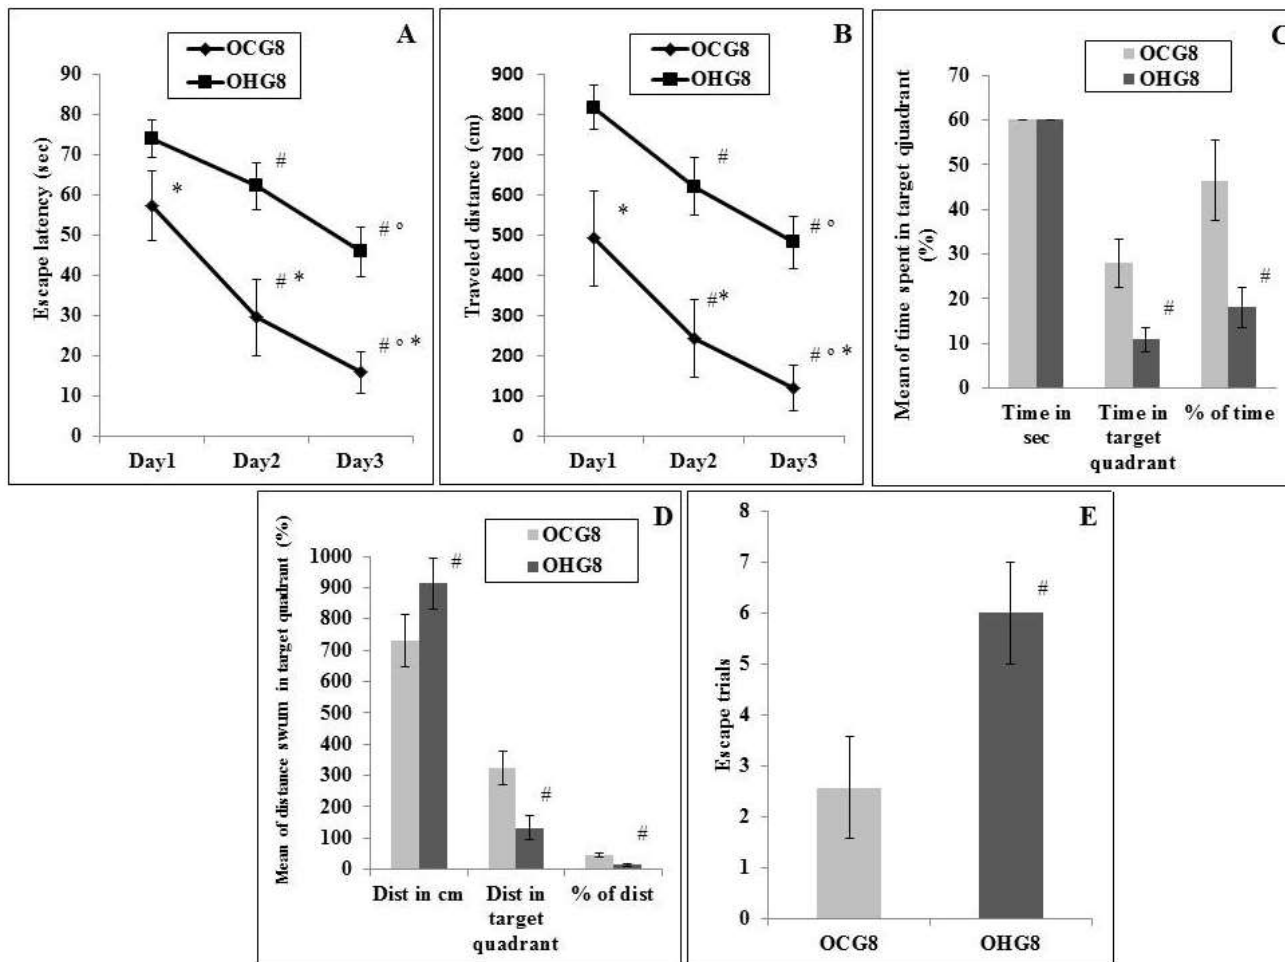 A
OCG8
OHG8
Escape latency (sec)
90
80
70
60
50
40
30
20
10
0
*
#
# *
# °
# ° *
Day1 Day2 Day3
B
OCG8
OHG8
Traveled distance (cm)
900
800
700
600
500
400
300
200
100
0
*
#
#*
# °
# ° *
Day1 Day2 Day3
C
OCG8
OHG8
Mean of time spent in target qjuadrant
(%)
70
60
50
40
30
20
10
0
#
#
Time in
sec
Time in
target
quadrant
% of time
D
OCG8
OHG8
Mean of distance swum in target quadrant (%)
1000
900
800
700
600
500
400
300
200
100
0
#
#
#
Dist in cm
Dist in
target
quadrant
% of dist
E
Escape trials
8
7
6
5
4
3
2
1
0
#
OCG8 OHG8